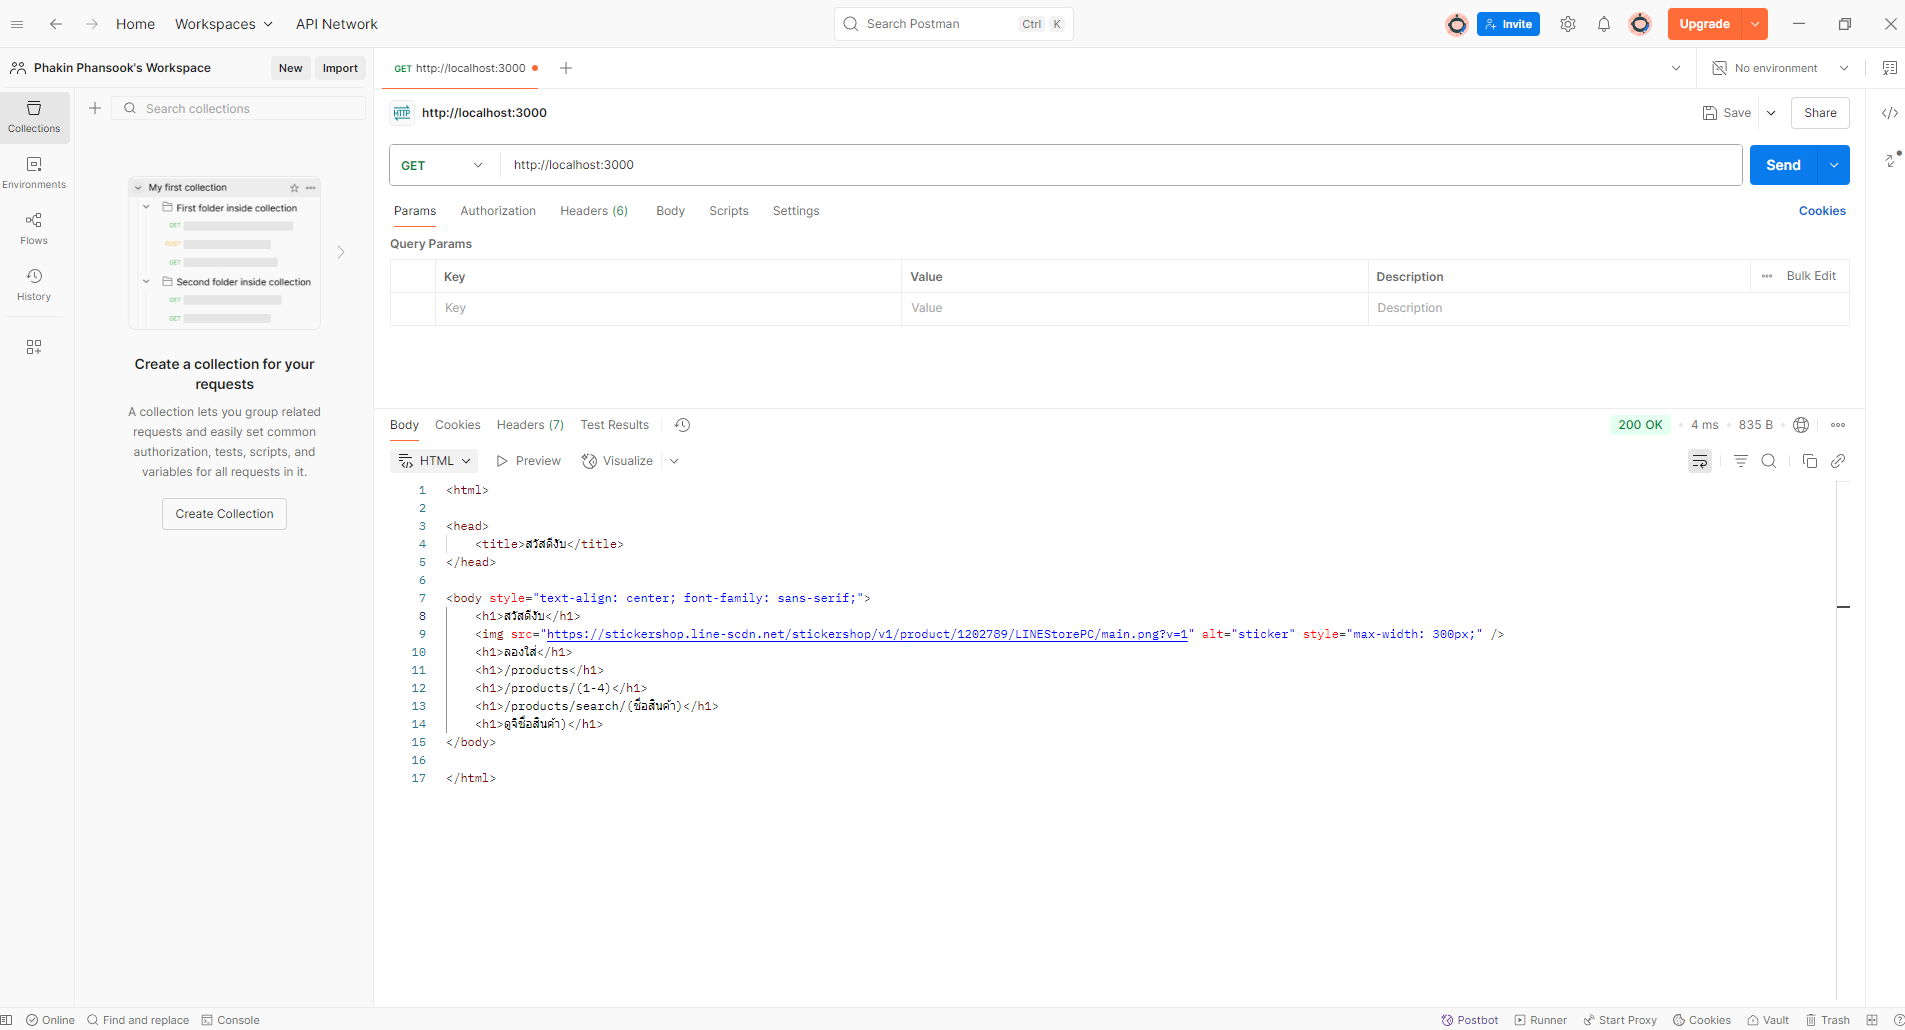 Home
Workspaces
API Network
Search Postman
Ctrl K
Invite
Upgrade
Phakin Phansook's Workspace
New
Import
GET http://localhost:3000
No environment
Collections
Search collections
HTTP http://localhost:3000
Save
Share
GET
http://localhost:3000
Send
Environments
Flows
History
My first collection
First folder inside collection
GET
POST
GET
Second folder inside collection
GET
GET
Create a collection for your
requests
A collection lets you group related
requests and easily set common
authorization, tests, scripts, and
variables for all requests in it.
Create Collection
Params
Authorization
Headers (6)
Body
Scripts
Settings
Cookies
Query Params
Key
Value
Description
Bulk Edit
Key
Value
Description
Body
Cookies
Headers (7)
Test Results
200 OK
4 ms
835 B
HTML
Preview
Visualize
1 <html>
2
3 <head>
4 <title>สวัสดีงับ</title>
5 </head>
6
7 <body style="text-align: center; font-family: sans-serif;">
8 <h1>สวัสดีงับ</h1>
9 <img src="https://stickershop.line-scdn.net/stickershop/v1/product/1202789/LINEStorePC/main.png?v=1" alt="sticker" style="max-width: 300px;" />
10 <h1>ลองใส่</h1>
11 <h1>/products</h1>
12 <h1>/products/(1-4)</h1>
13 <h1>/products/search/(ชื่อสินค้า)</h1>
14 <h1>ดูจิชื่อสินค้า)</h1>
15 </body>
16
17 </html>
Online
Find and replace
Console
Postbot
Runner
Start Proxy
Cookies
Vault
Trash